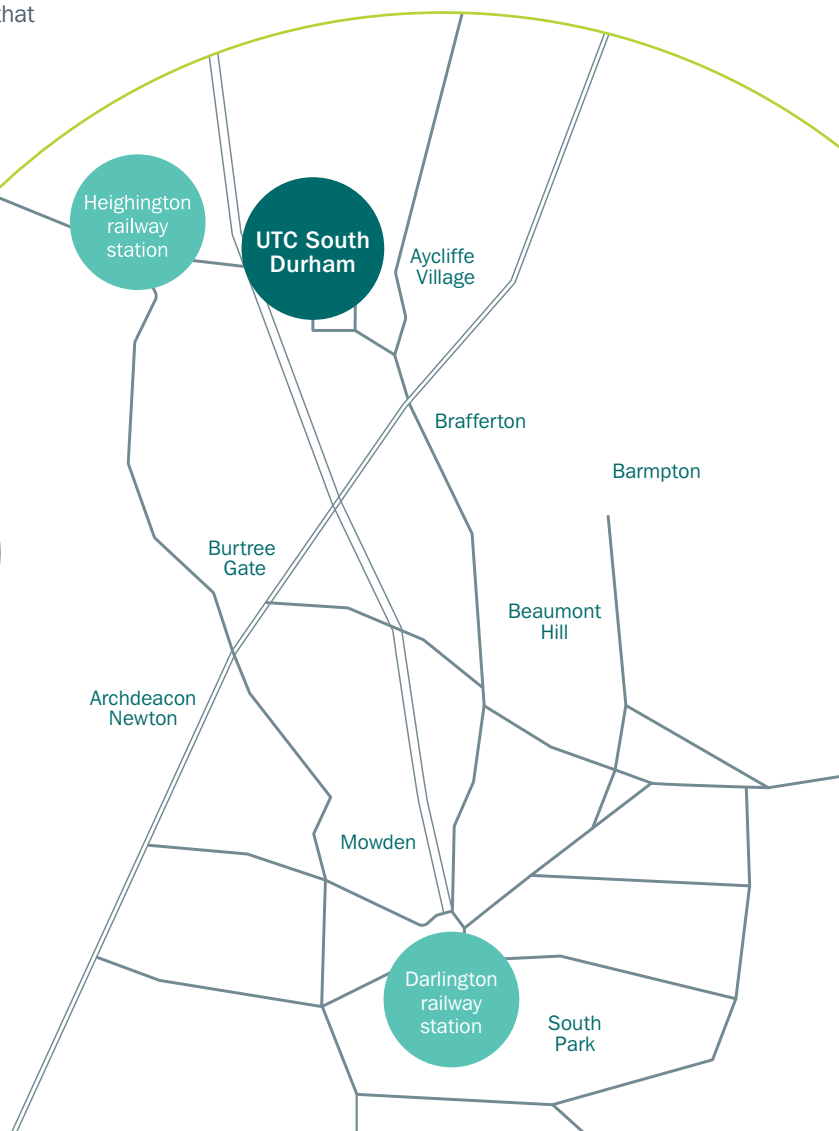 that
Heighington
railway
station
UTC South
Durham
Aycliffe
Village
Brafferton
Barmpton
Burtree
Gate
Beaumont
Hill
Archdeacon
Newton
Mowden
Darlington
railway
station
South
Park